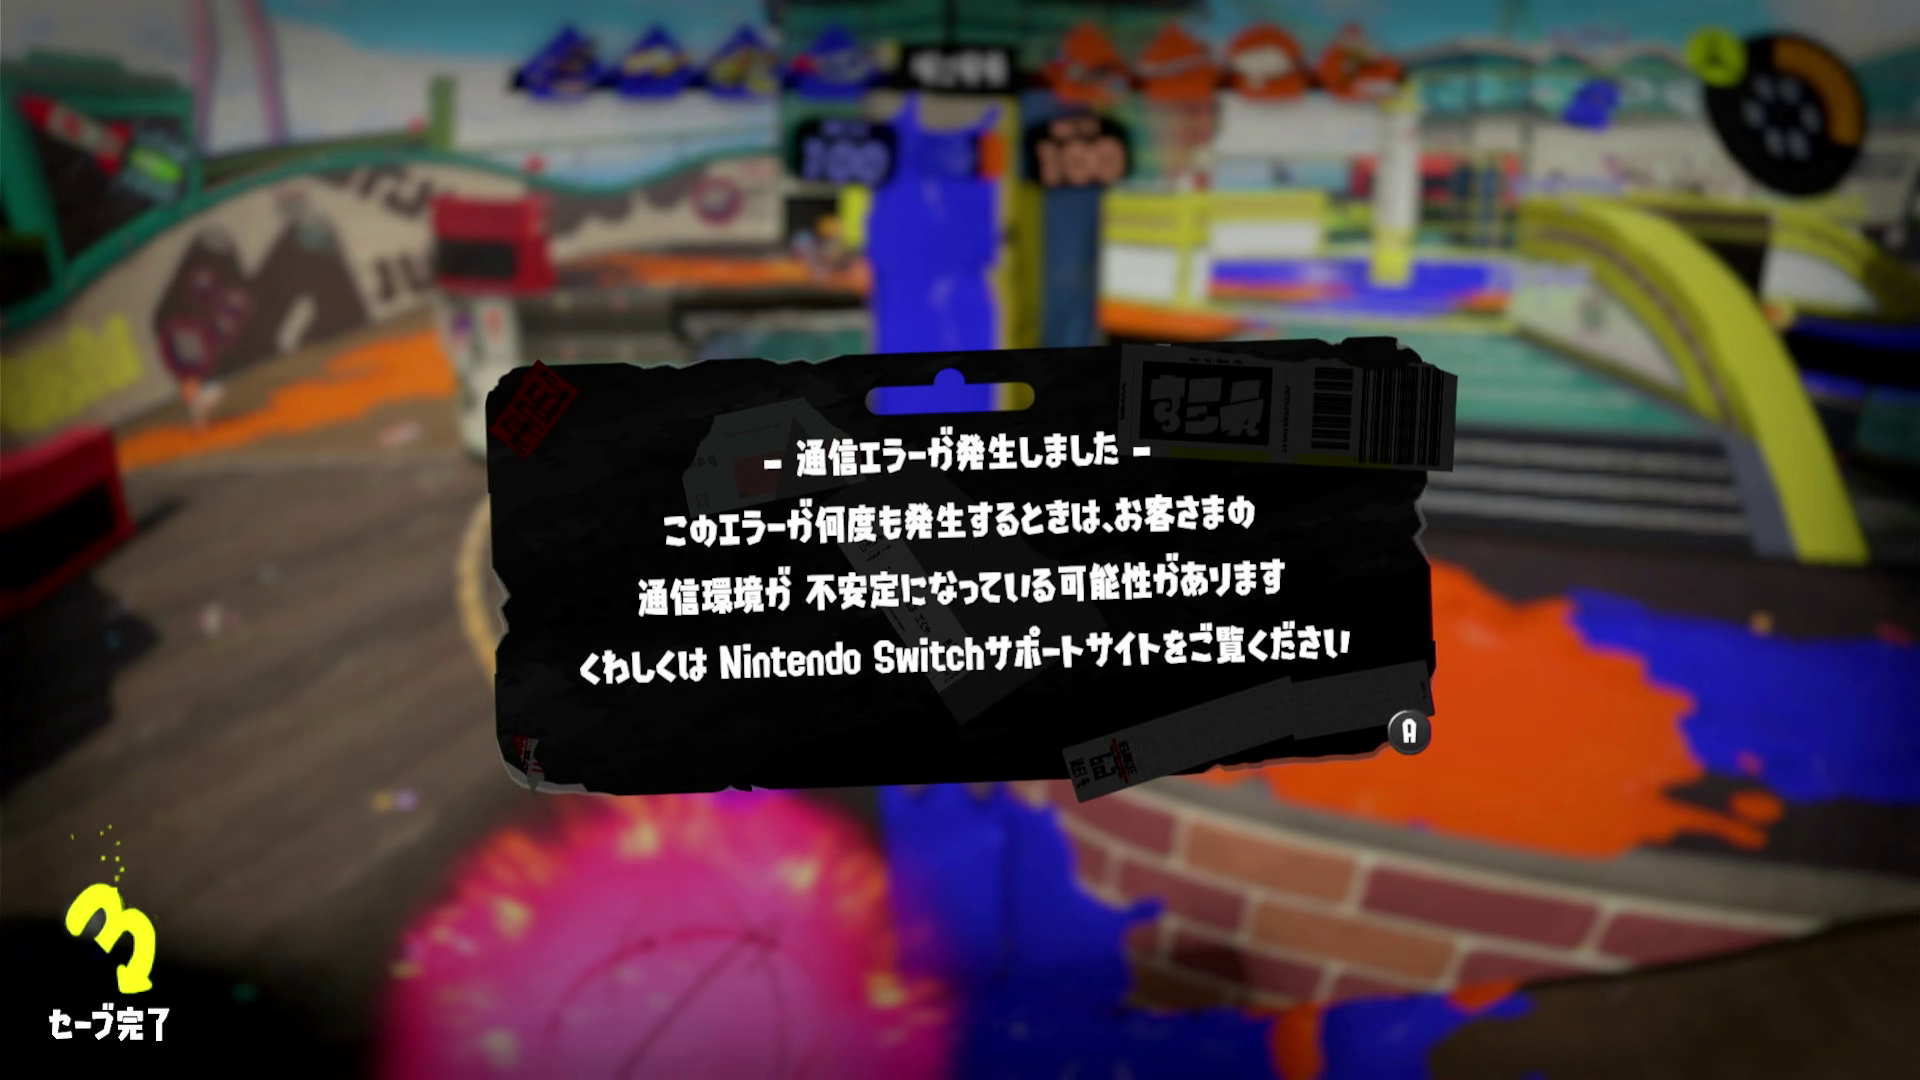 100
100
- 通信エラーが発生しました -
このエラーが何度も発生するときは、お客さまの
通信環境が 不安定になっている可能性があります
くわしくは Nintendo Switchサポートサイトをご覧ください
A
セーブ完了